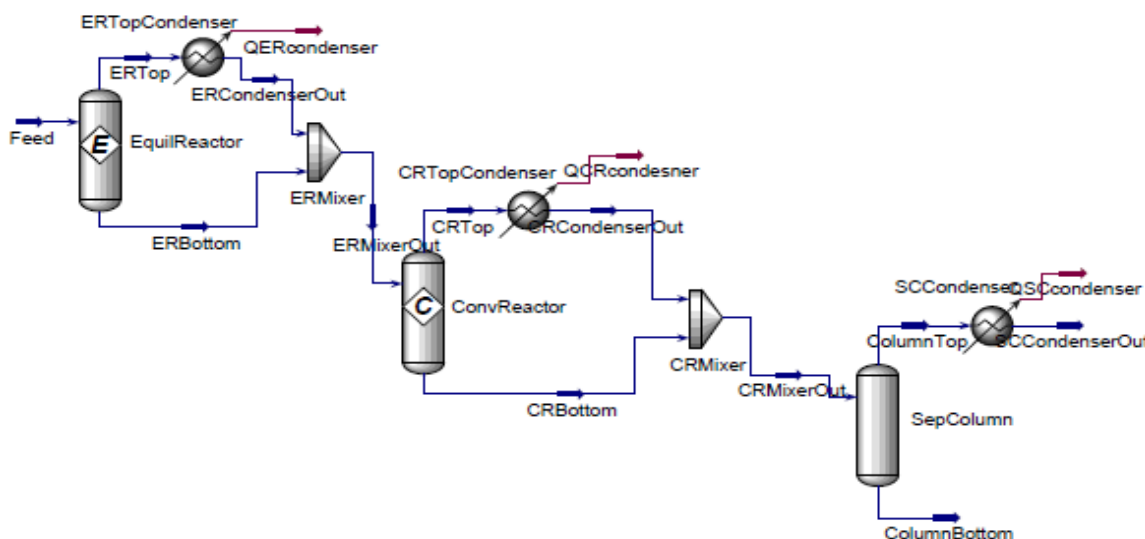 ERTopCondenser
QERcondenser
ERTop
ERCondenserOut
Feed
E
EquilReactor
ERMixer
ERBottom
CRTopCondenser
QCRcondesner
CRTop
CRCondenserOut
ERMixerOut
C
ConvReactor
CRMixer
CRBottom
CRMixerOut
SCCondenser
QSCcondenser
ColumnTop
SCCondenserOut
SepColumn
ColumnBottom